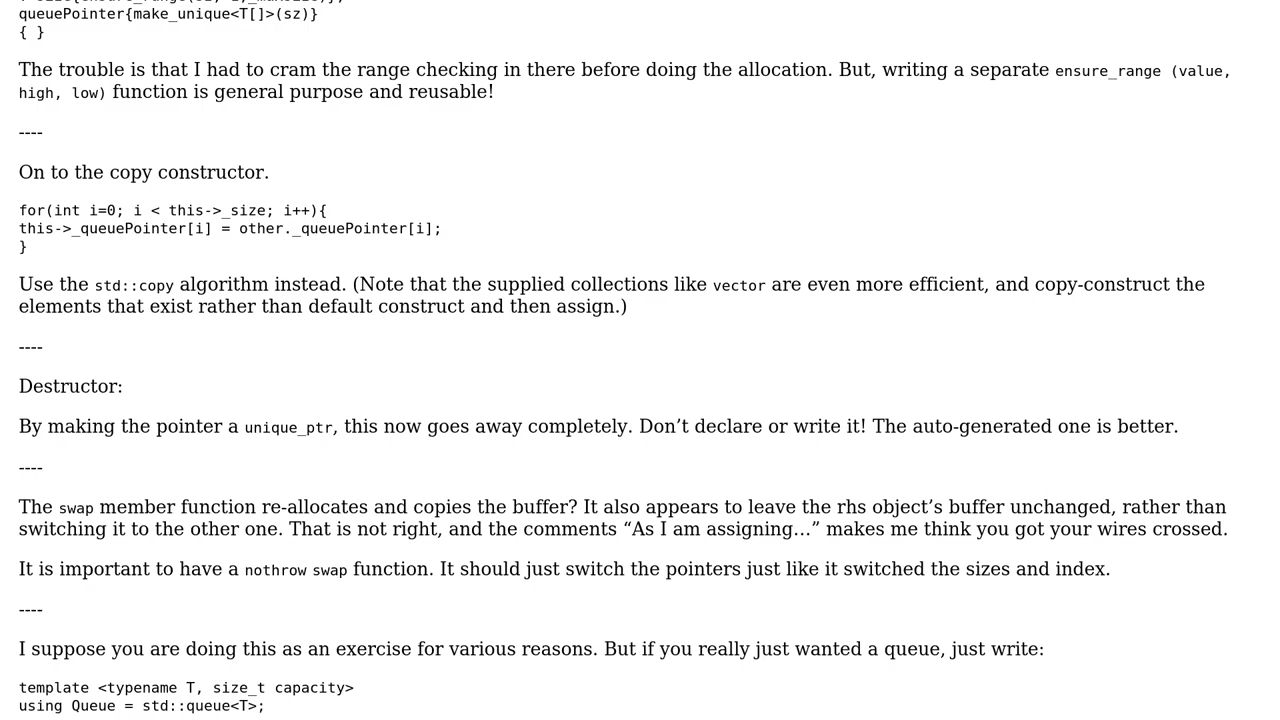 queuePointer{make_unique<T[]>(sz)}
{ }
The trouble is that I had to cram the range checking in there before doing the allocation. But, writing a separate ensure_range (value,
high, low) function is general purpose and reusable!
----
On to the copy constructor.
for(int i=0; i < this->_size; i++){
this->_queuePointer[i] = other._queuePointer[i];
}
Use the std::copy algorithm instead. (Note that the supplied collections like vector are even more efficient, and copy-construct the
elements that exist rather than default construct and then assign.)
----
Destructor:
By making the pointer a unique_ptr, this now goes away completely. Don’t declare or write it! The auto-generated one is better.
----
The swap member function re-allocates and copies the buffer? It also appears to leave the rhs object’s buffer unchanged, rather than
switching it to the other one. That is not right, and the comments “As I am assigning…” makes me think you got your wires crossed.
It is important to have a nothrow swap function. It should just switch the pointers just like it switched the sizes and index.
----
I suppose you are doing this as an exercise for various reasons. But if you really just wanted a queue, just write:
template <typename T, size_t capacity>
using Queue = std::queue<T>;